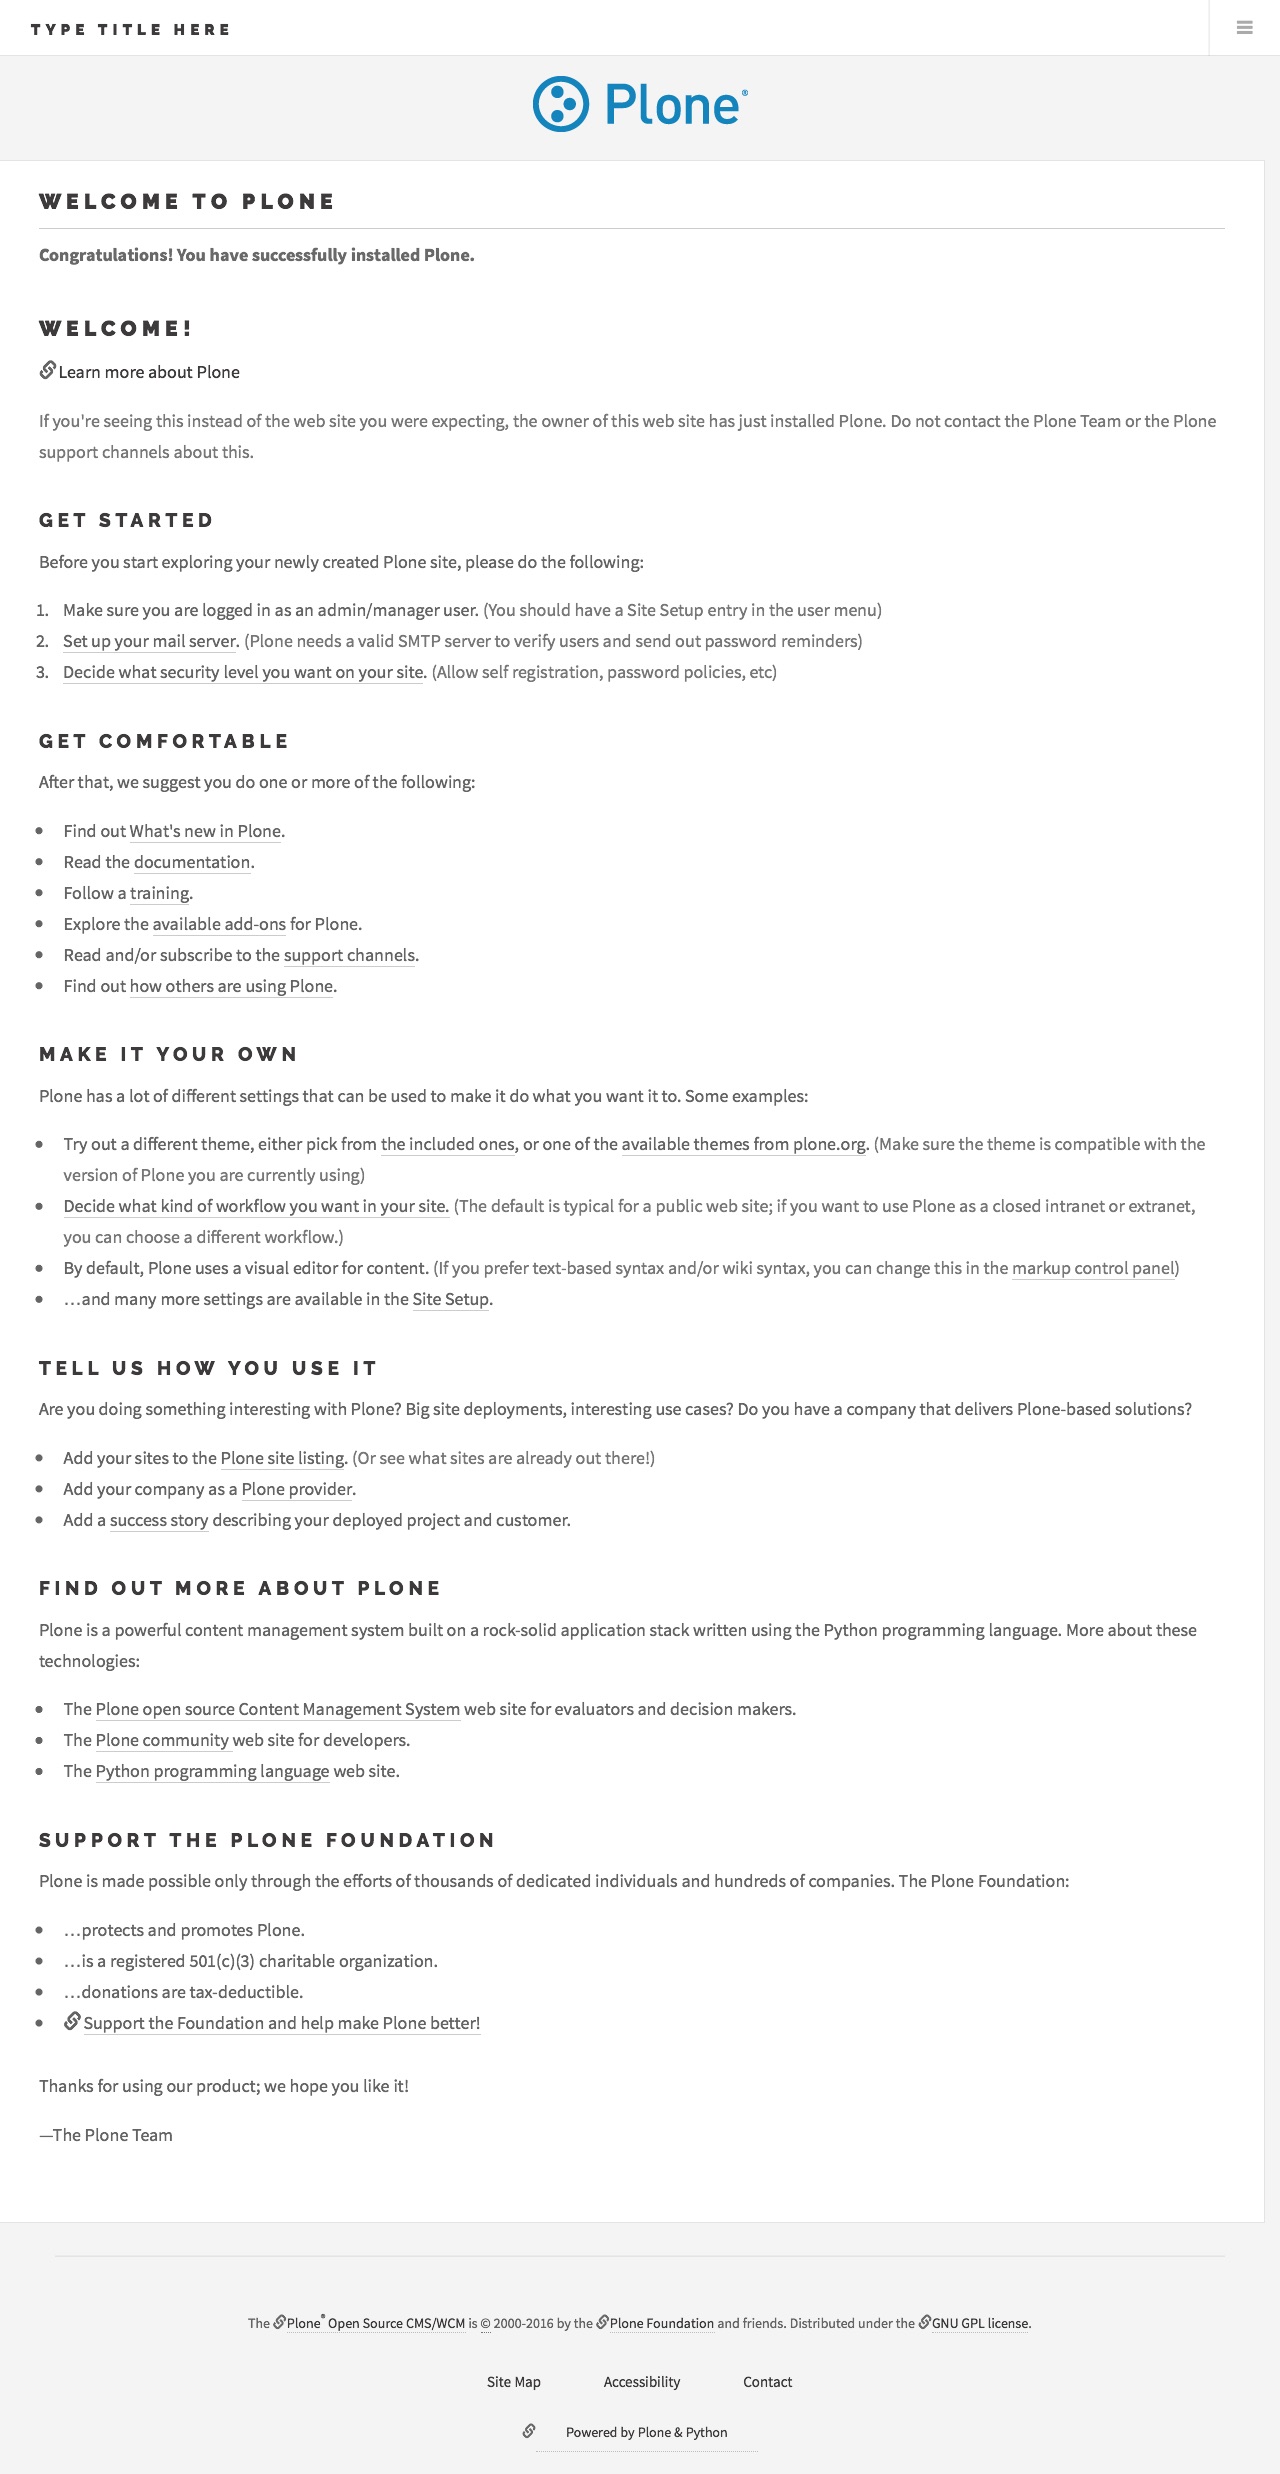 TYPE TITLE HERE
Plone®
WELCOME TO PLONE
Congratulations! You have successfully installed Plone.
WELCOME!
Learn more about Plone
If you're seeing this instead of the web site you were expecting, the owner of this web site has just installed Plone. Do not contact the Plone Team or the Plone
support channels about this.
GET STARTED
Before you start exploring your newly created Plone site, please do the following:
1. Make sure you are logged in as an admin/manager user. (You should have a Site Setup entry in the user menu)
2. Set up your mail server. (Plone needs a valid SMTP server to verify users and send out password reminders)
3. Decide what security level you want on your site. (Allow self registration, password policies, etc)
GET COMFORTABLE
After that, we suggest you do one or more of the following:
• Find out What's new in Plone.
• Read the documentation.
• Follow a training.
• Explore the available add-ons for Plone.
• Read and/or subscribe to the support channels.
• Find out how others are using Plone.
MAKE IT YOUR OWN
Plone has a lot of different settings that can be used to make it do what you want it to. Some examples:
• Try out a different theme, either pick from the included ones, or one of the available themes from plone.org. (Make sure the theme is compatible with the
version of Plone you are currently using)
• Decide what kind of workflow you want in your site. (The default is typical for a public web site; if you want to use Plone as a closed intranet or extranet,
you can choose a different workflow.)
• By default, Plone uses a visual editor for content. (If you prefer text-based syntax and/or wiki syntax, you can change this in the markup control panel)
• …and many more settings are available in the Site Setup.
TELL US HOW YOU USE IT
Are you doing something interesting with Plone? Big site deployments, interesting use cases? Do you have a company that delivers Plone-based solutions?
• Add your sites to the Plone site listing. (Or see what sites are already out there!)
• Add your company as a Plone provider.
• Add a success story describing your deployed project and customer.
FIND OUT MORE ABOUT PLONE
Plone is a powerful content management system built on a rock-solid application stack written using the Python programming language. More about these
technologies:
• The Plone open source Content Management System web site for evaluators and decision makers.
• The Plone community web site for developers.
• The Python programming language web site.
SUPPORT THE PLONE FOUNDATION
Plone is made possible only through the efforts of thousands of dedicated individuals and hundreds of companies. The Plone Foundation:
• …protects and promotes Plone.
• …is a registered 501(c)(3) charitable organization.
• …donations are tax-deductible.
• Support the Foundation and help make Plone better!
Thanks for using our product; we hope you like it!
—The Plone Team
The Plone® Open Source CMS/WCM is © 2000-2016 by the Plone Foundation and friends. Distributed under the GNU GPL license.
Site Map Accessibility Contact
Powered by Plone & Python